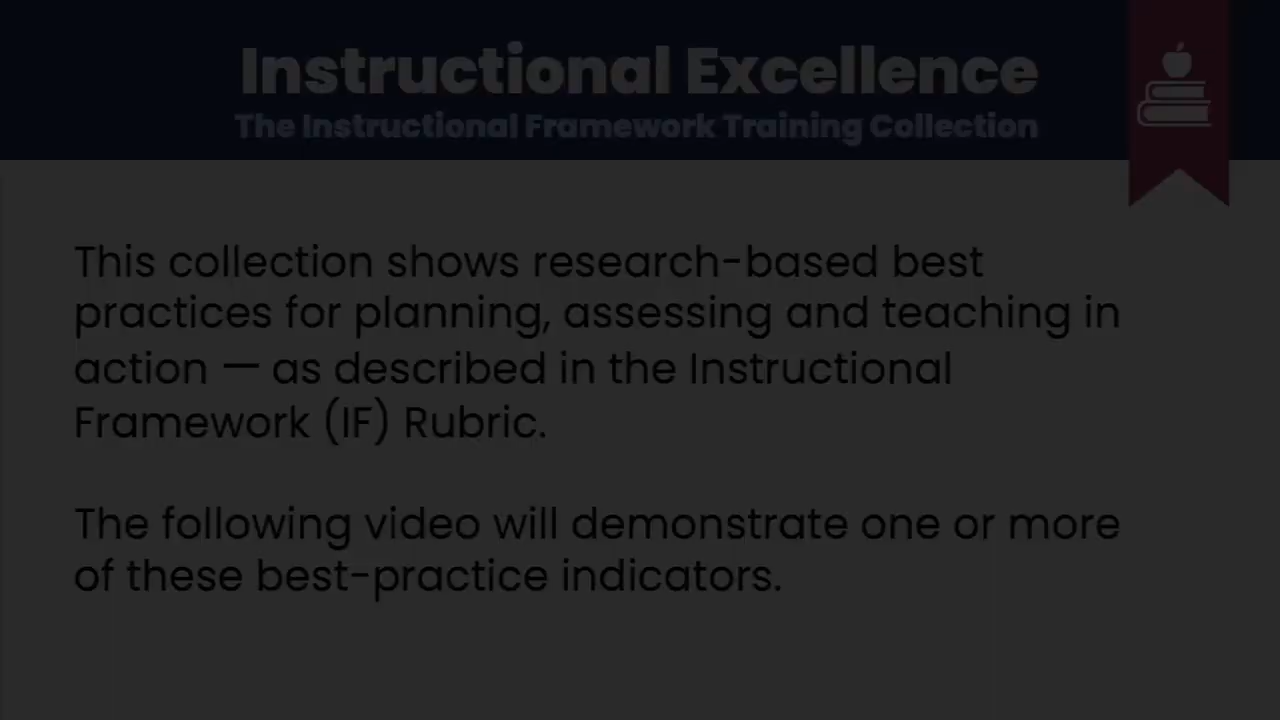 Instructional Excellence
The Instructional Framework Training Collection
This collection shows research-based best
practices for planning, assessing and teaching in
action — as described in the Instructional
Framework (IF) Rubric.
The following video will demonstrate one or more
of these best-practice indicators.